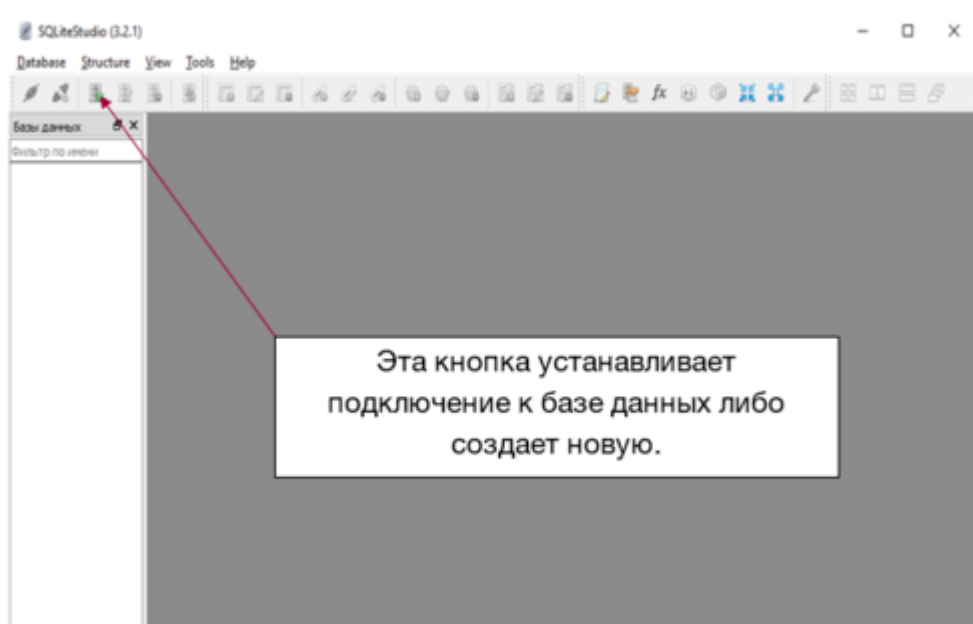 SQLiteStudio (3.2.1)
Database Structure View Tools Help
fx
Базы данных
Фильтр по имени
Эта кнопка устанавливает
подключение к базе данных либо
создает новую.